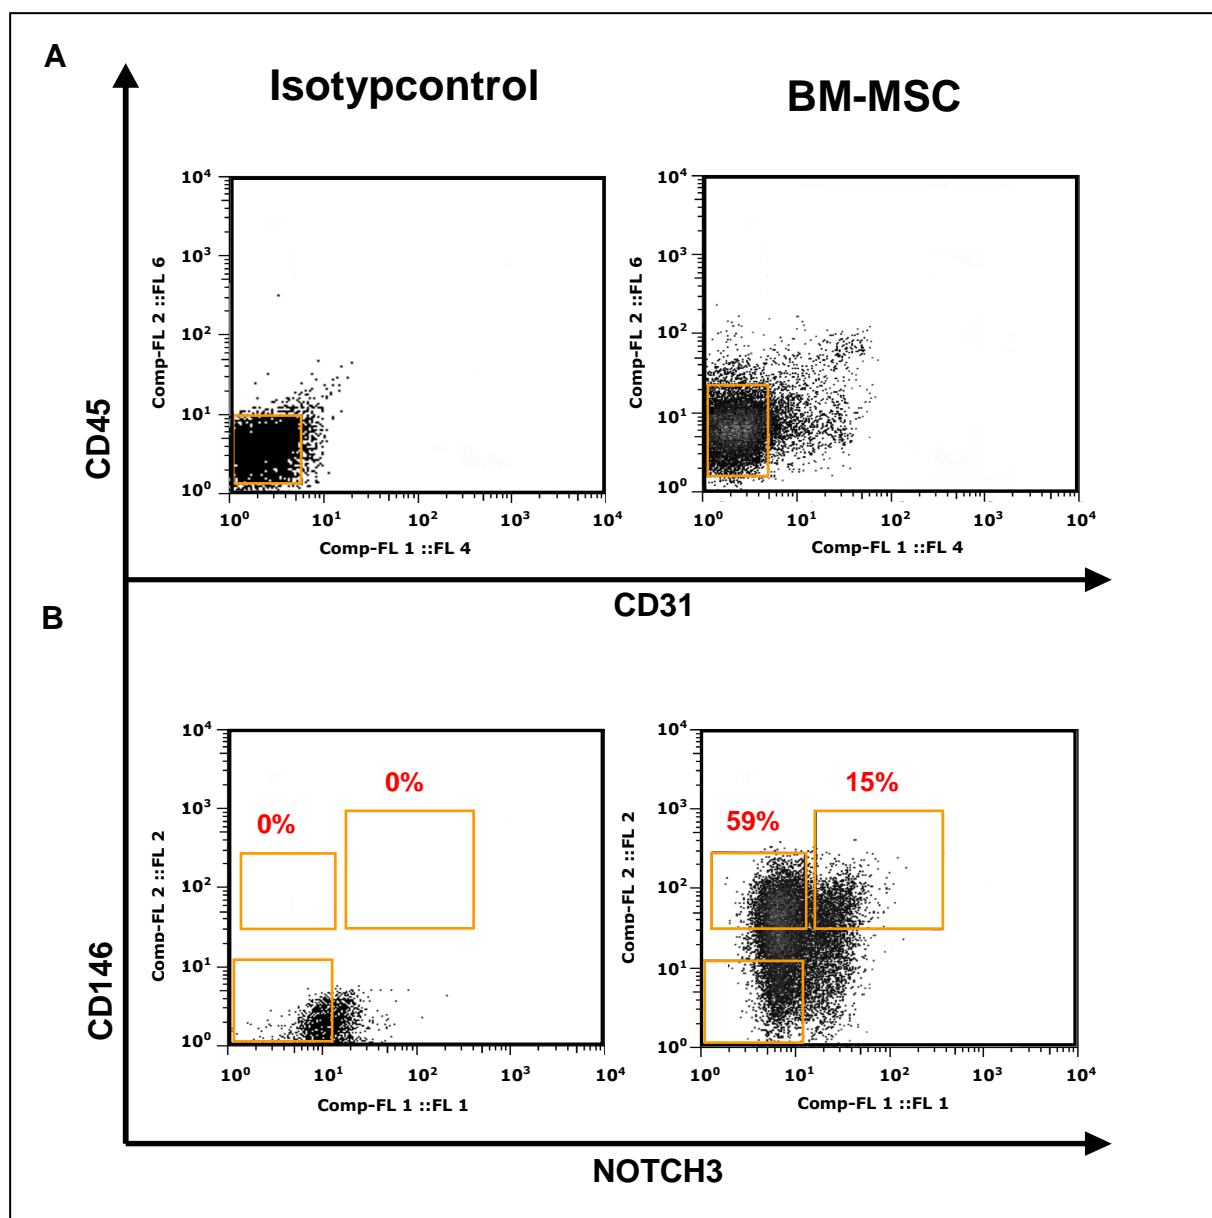 A
Isotypcontrol
BM-MSC
CD45
Comp-FL 2 ::FL 6
10⁴
10³
10²
10¹
10⁰
10⁰ 10¹ 10² 10³ 10⁴
Comp-FL 1 ::FL 4
Comp-FL 2 ::FL 6
10⁴
10³
10²
10¹
10⁰
10⁰ 10¹ 10² 10³ 10⁴
Comp-FL 1 ::FL 4
CD31
B
CD146
Comp-FL 2 ::FL 2
10⁴
10³
10²
10¹
10⁰
0%
0%
10⁰ 10¹ 10² 10³ 10⁴
Comp-FL 1 ::FL 1
Comp-FL 2 ::FL 2
10⁴
10³
10²
10¹
10⁰
15%
59%
10⁰ 10¹ 10² 10³ 10⁴
Comp-FL 1 ::FL 1
NOTCH3